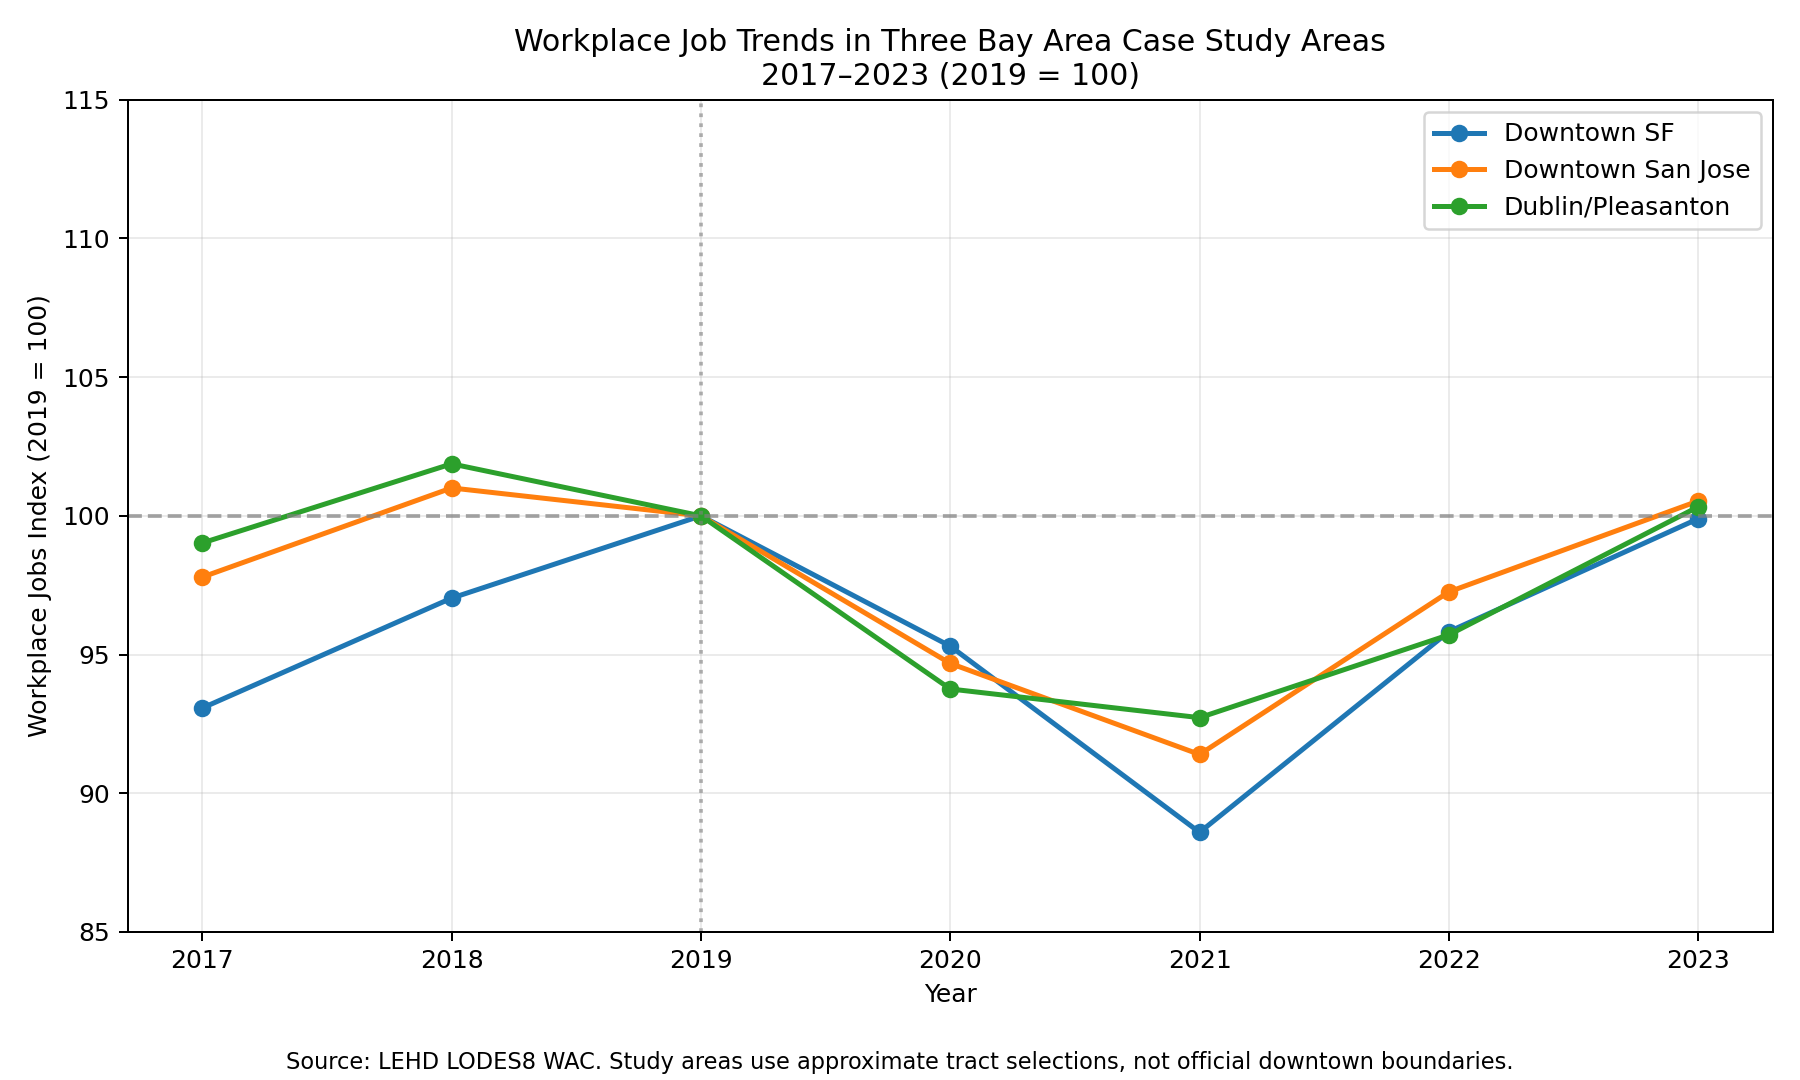 Workplace Job Trends in Three Bay Area Case Study Areas
2017–2023 (2019 = 100)
Workplace Jobs Index (2019 = 100)
115
110
105
100
95
90
85
Downtown SF
Downtown San Jose
Dublin/Pleasanton
2017 2018 2019 2020 2021 2022 2023
Year
Source: LEHD LODES8 WAC. Study areas use approximate tract selections, not official downtown boundaries.